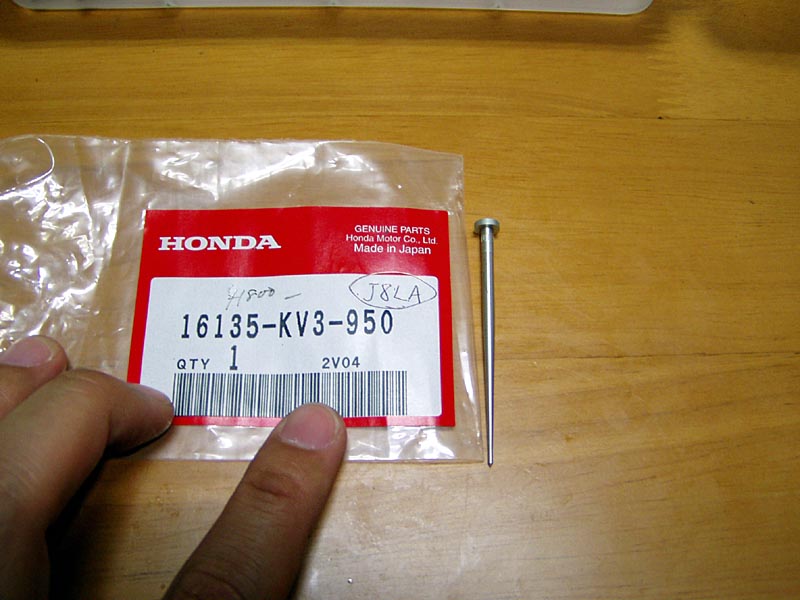 HONDA
GENUINE PARTS
Honda Motor Co., Ltd.
Made in Japan
J8LA
16135-KV3-950
QTY 1 2V04